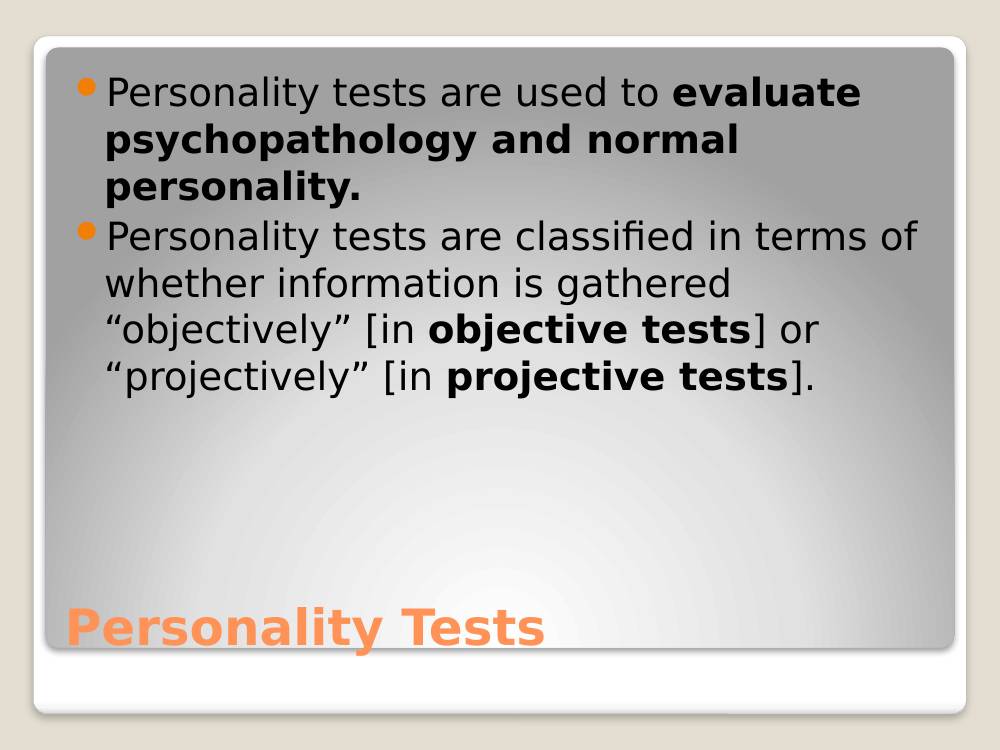 Personality tests are used to evaluate
psychopathology and normal
personality.
Personality tests are classified in terms of
whether information is gathered
“objectively” [in objective tests] or
“projectively” [in projective tests].
Personality Tests